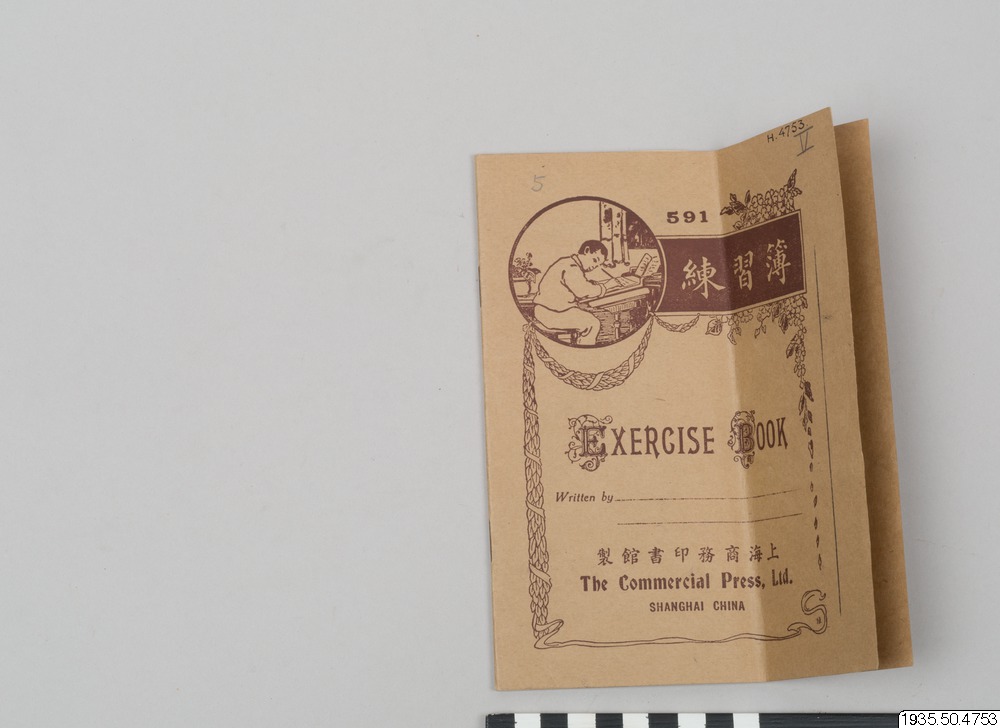 H.4753
V
5
591
練習簿
EXERCISE BOOK
Written by
製館書印務商海上
The Commercial Press, Ltd.
SHANGHAI CHINA
1935.50.4753